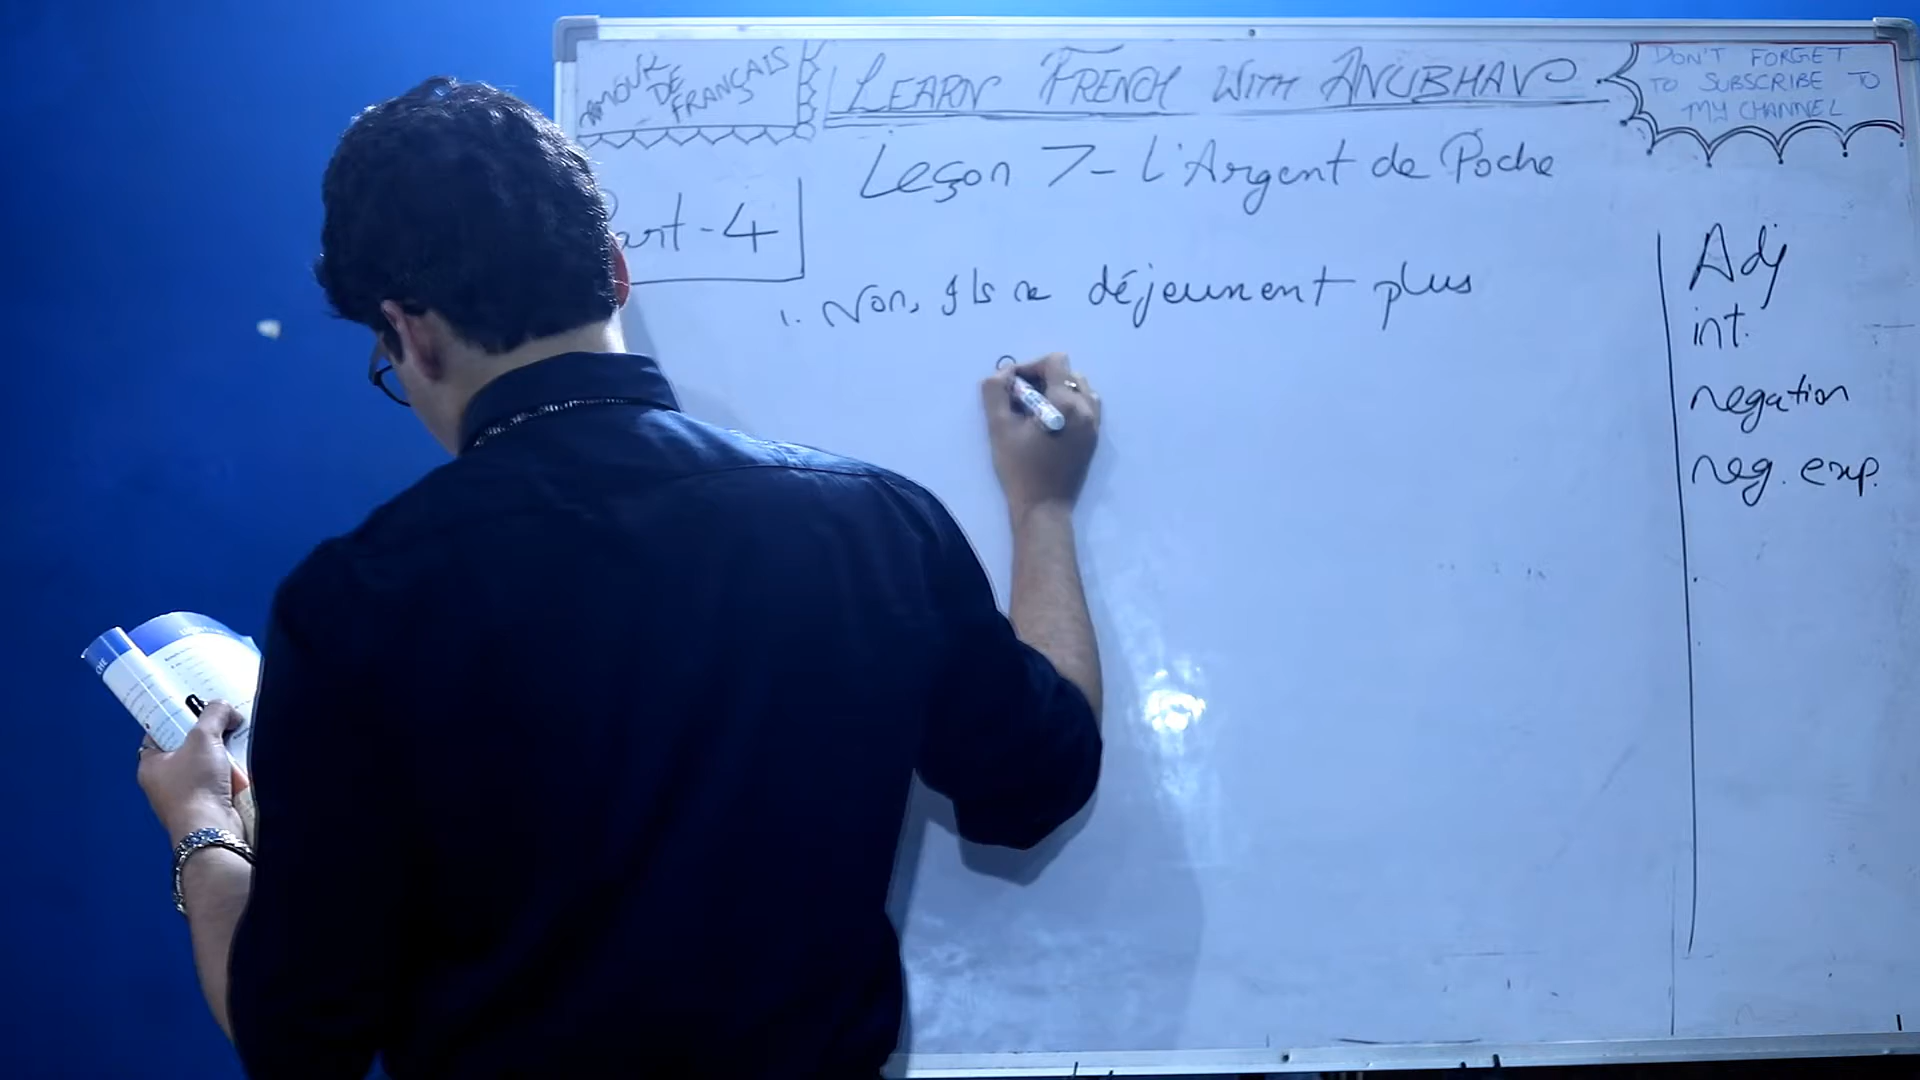 AMOUR DE FRANÇAIS
LEARN FRENCH WITH ANUBHAV
DON'T FORGET
TO SUBSCRIBE TO
MY CHANNEL
Leçon 7- L'Argent de Poche
Part-4
1. Non, Ils ne déjeunent plus
Adj
int.
negation
neg. exp.